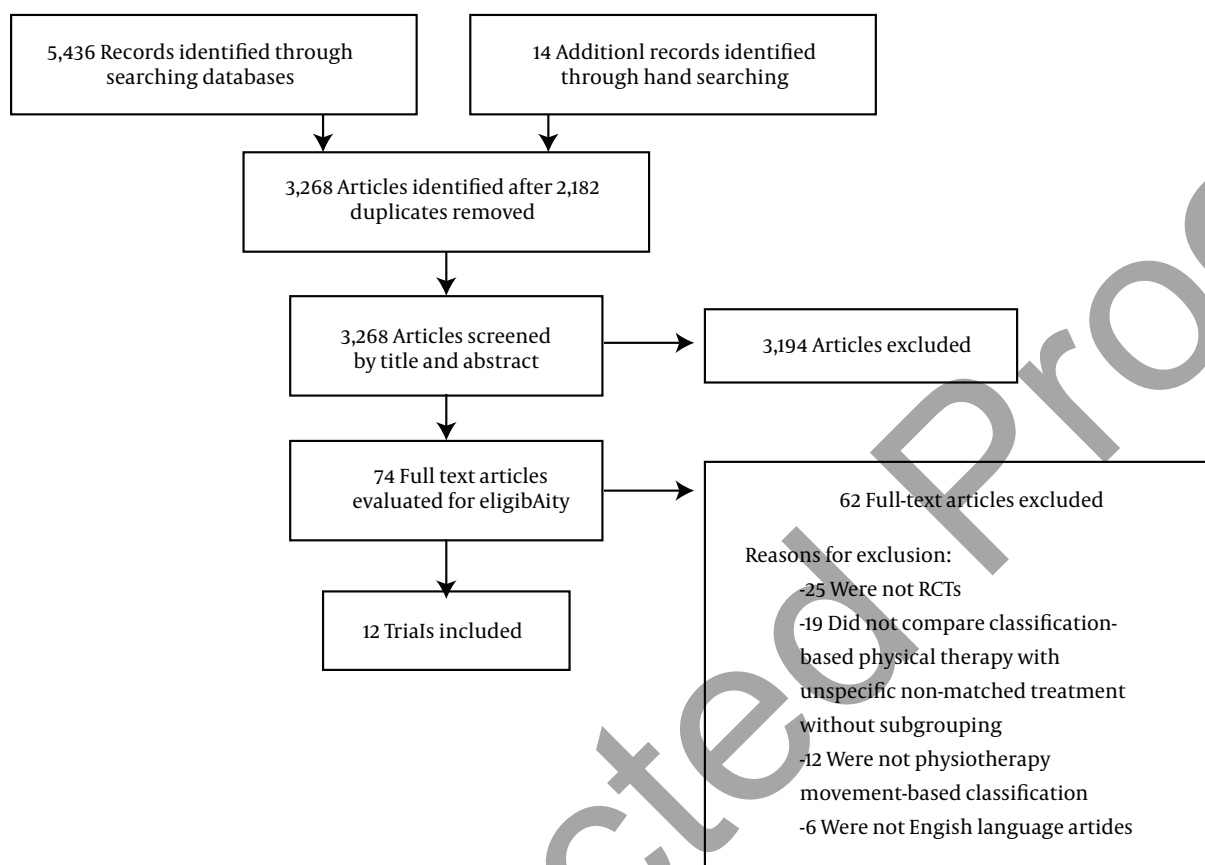 5,436 Records identified through
searching databases
14 Additionl records identified
through hand searching
3,268 Articles identified after 2,182
duplicates removed
3,268 Articles screened
by title and abstract
3,194 Articles excluded
74 Full text articles
evaluated for eligibAity
62 Full-text articles excluded
Reasons for exclusion:
-25 Were not RCTs
-19 Did not compare classification-
based physical therapy with
unspecific non-matched treatment
without subgrouping
-12 Were not physiotherapy
movement-based classification
-6 Were not Engish language artides
12 TriaIs included
cted Pro